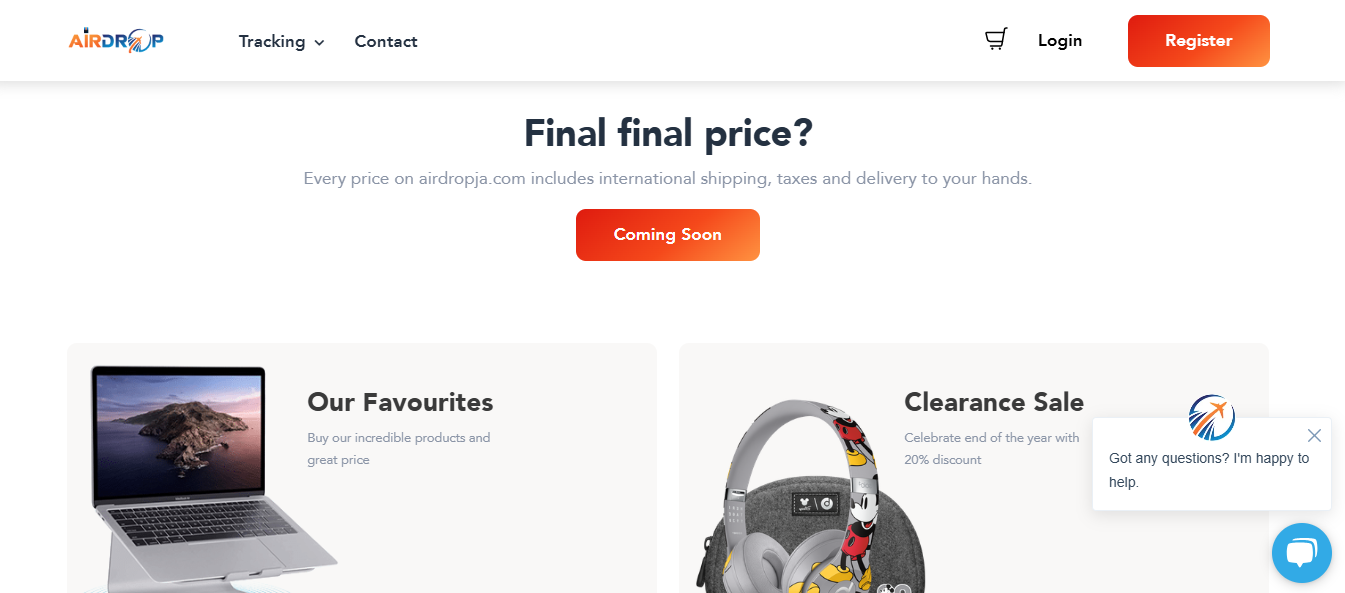 AiRDROP
Tracking
Contact
Login
Register
Final final price?
Every price on airdropja.com includes international shipping, taxes and delivery to your hands.
Coming Soon
Our Favourites
Buy our incredible products and
great price
Clearance Sale
Celebrate end of the year with
20% discount
Got any questions? I'm happy to
help.